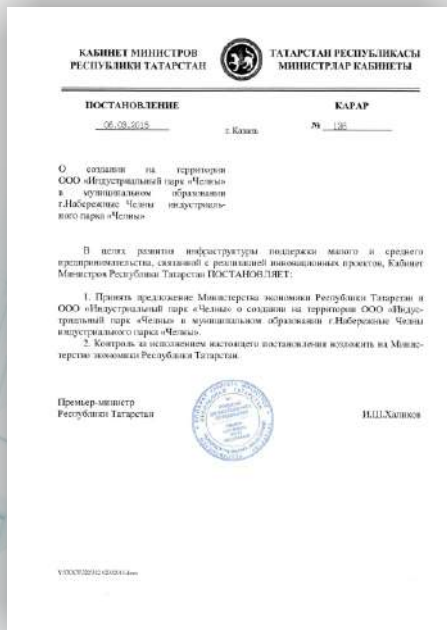 КАБИНЕТ МИНИСТРОВ
РЕСПУБЛИКИ ТАТАРСТАН
ТАТАРСТАН РЕСПУБЛИКАСЫ
МИНИСТРЛАР КАБИНЕТЫ
ПОСТАНОВЛЕНИЕ
КАРАР
06.03.2015
г. Казань
№ 136
О создании на территории
ООО «Индустриальный парк «Челны»
в муниципальном образовании
г.Набережные Челны индустриаль-
ного парка «Челны»
В целях развития инфраструктуры поддержки малого и среднего
предпринимательства, связанной с реализацией инновационных проектов, Кабинет
Министров Республики Татарстан ПОСТАНОВЛЯЕТ:
1. Принять предложение Министерства экономики Республики Татарстан и
ООО «Индустриальный парк «Челны» о создании на территории ООО «Индус-
триальный парк «Челны» в муниципальном образовании г.Набережные Челны
индустриального парка «Челны».
2. Контроль за исполнением настоящего постановления возложить на Минис-
терство экономики Республики Татарстан.
Премьер-министр
Республики Татарстан
И.Ш.Халиков